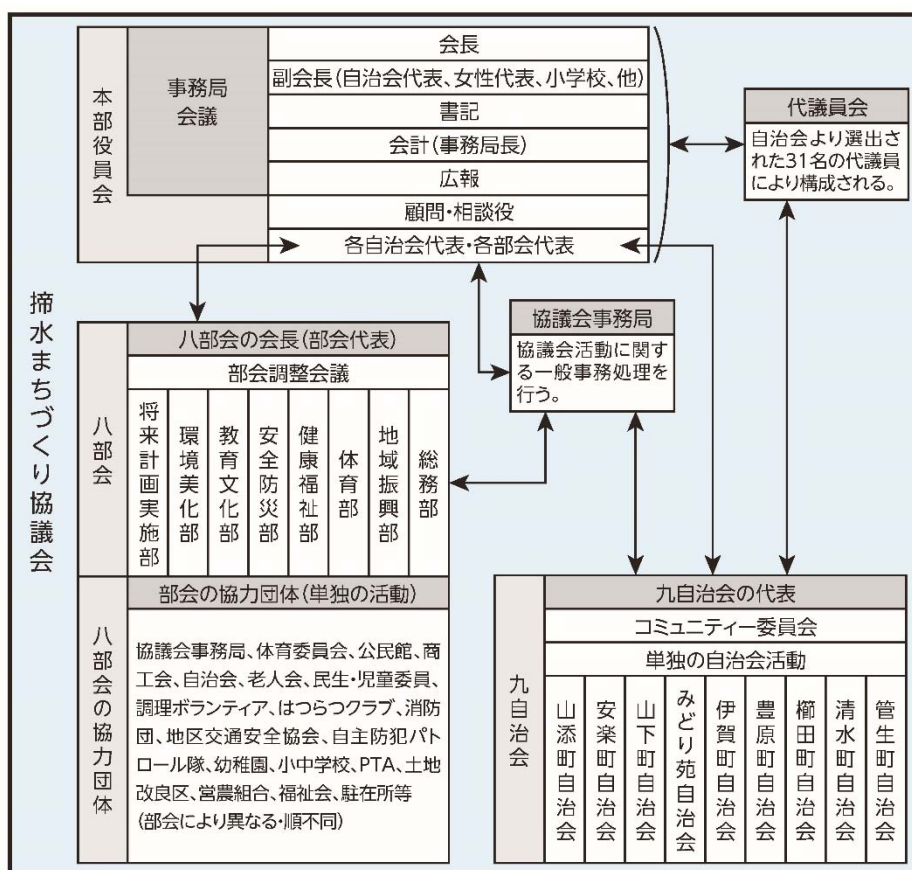 揥水まちづくり協議会
本部役員会
事務局
会議
会長
副会長(自治会代表、女性代表、小学校、他)
書記
会計(事務局長)
広報
顧問・相談役
各自治会代表・各部会代表
代議員会
自治会より選出さ
れた31名の代議員
により構成される。
協議会事務局
協議会活動に関す
る一般事務処理を
行う。
八部会
八部会の会長(部会代表)
部会調整会議
将来計画実施部
環境美化部
教育文化部
安全防災部
健康福祉部
体育部
地域振興部
総務部
八部会の協力団体
部会の協力団体(単独の活動)
協議会事務局、体育委員会、公民館、商
工会、自治会、老人会、民生・児童委員、
調理ボランティア、はつらつクラブ、消防
団、地区交通安全協会、自主防犯パト
ロール隊、幼稚園、小中学校、PTA、土地
改良区、営農組合、福祉会、駐在所等
(部会により異なる・順不同)
九自治会
九自治会の代表
コミュニティー委員会
単独の自治会活動
山添町自治会
安楽町自治会
山下町自治会
みどり苑自治会
伊賀町自治会
豊原町自治会
櫛田町自治会
清水町自治会
管生町自治会